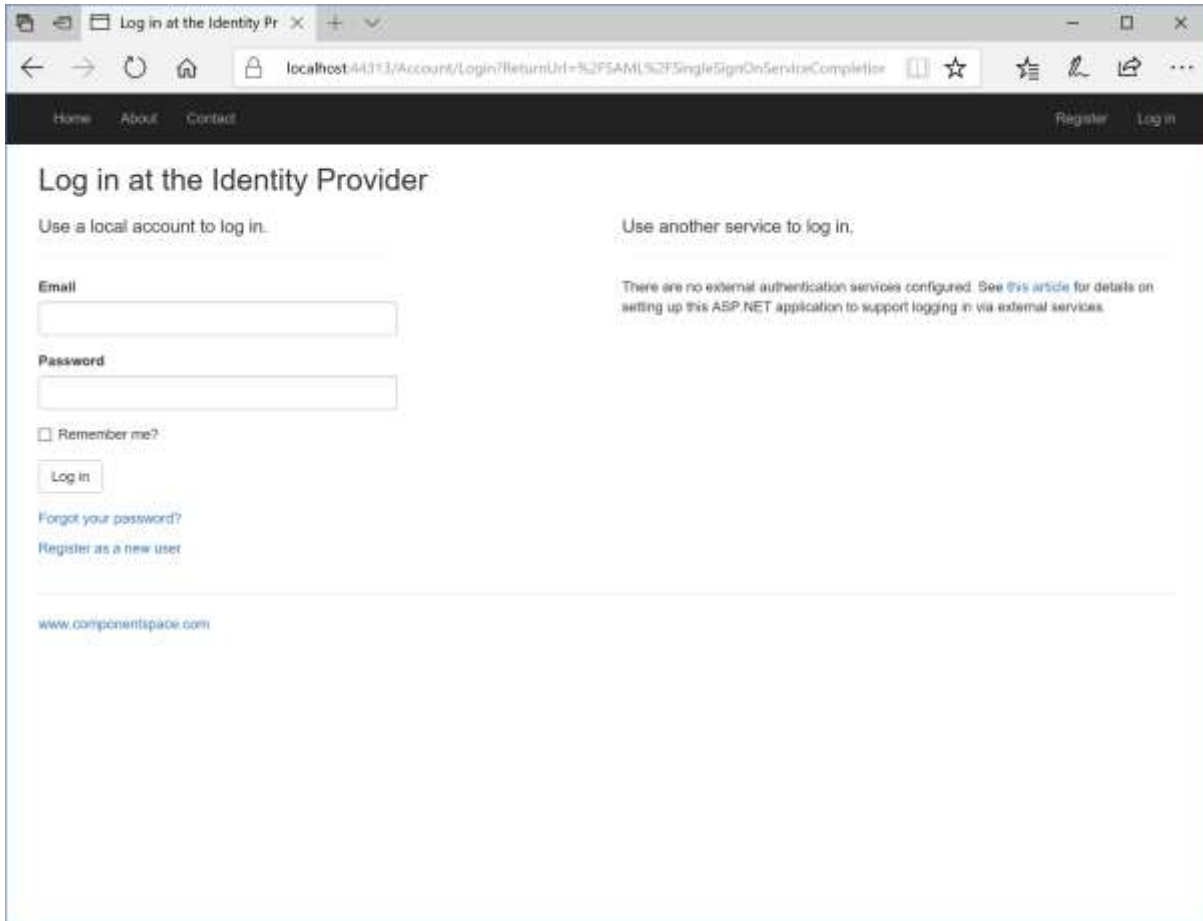 Log in at the Identity Pr
localhost:44313/Account/Login?ReturnUrl=%2FSAML%2FSingleSignOnServiceCompletion
Home About Contact Register Log in
Log in at the Identity Provider
Use a local account to log in.
Email
Password
Remember me?
Log in
Forgot your password?
Register as a new user
Use another service to log in.
There are no external authentication services configured. See this article for details on
setting up this ASP.NET application to support logging in via external services.
www.componentspace.com